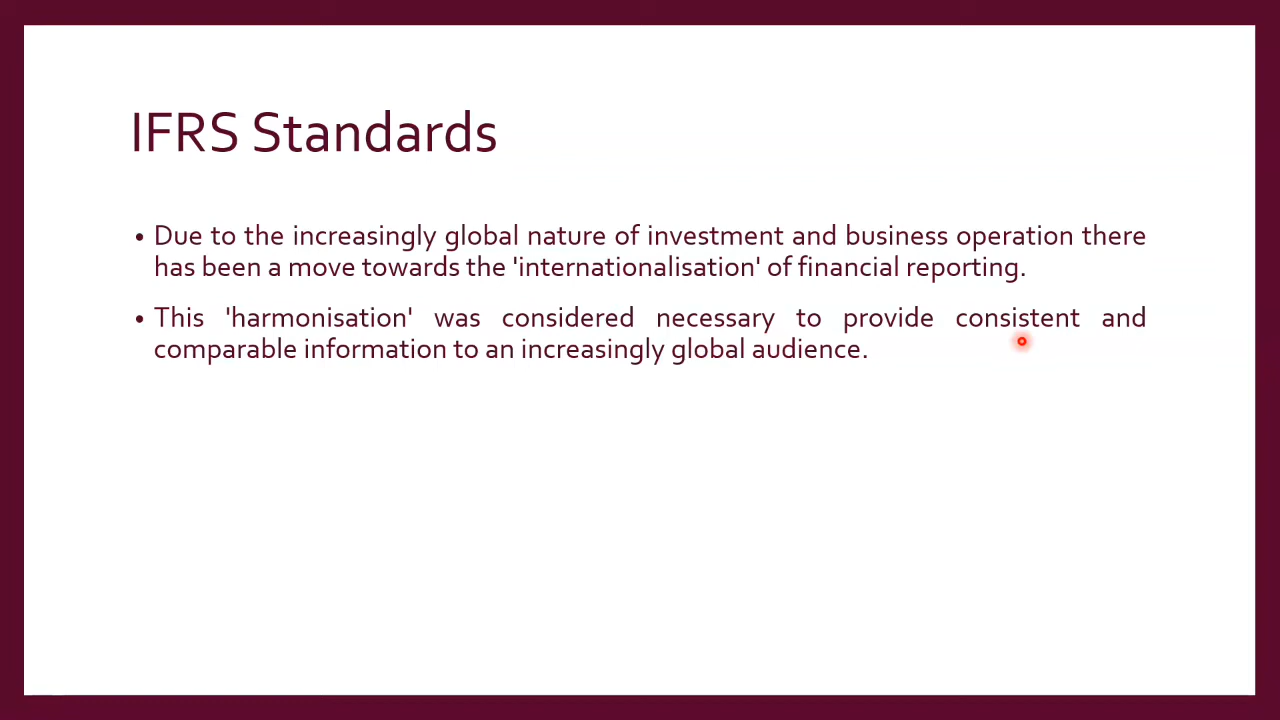 IFRS Standards
• Due to the increasingly global nature of investment and business operation there
has been a move towards the 'internationalisation' of financial reporting.
• This 'harmonisation' was considered necessary to provide consistent and
comparable information to an increasingly global audience.